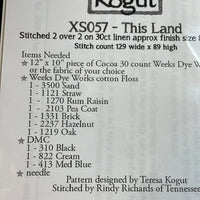 Kogut
XS057 - This Land
Stitched 2 over 2 on 30ct linen approx finish size 8
Stitch count 129 wide x 89 high
Items Needed
★ 12" x 10" piece of Cocoa 30 count Weeks Dye W
or the fabric of your choice
★ Weeks Dye Works cotton Floss
1 - 3500 Sand
1 - 1121 Straw
1 - 1270 Rum Raisin
1 - 2103 Pea Coat
1 - 1331 Brick
1 - 2237 Hazelnut
1 - 1219 Oak
★ DMC
1 - 310 Black
1 - 822 Cream
1 - 413 Med Blue
★ needle
Pattern designed by Teresa Kogut
Stitched by Rindy Richards of Tennessee